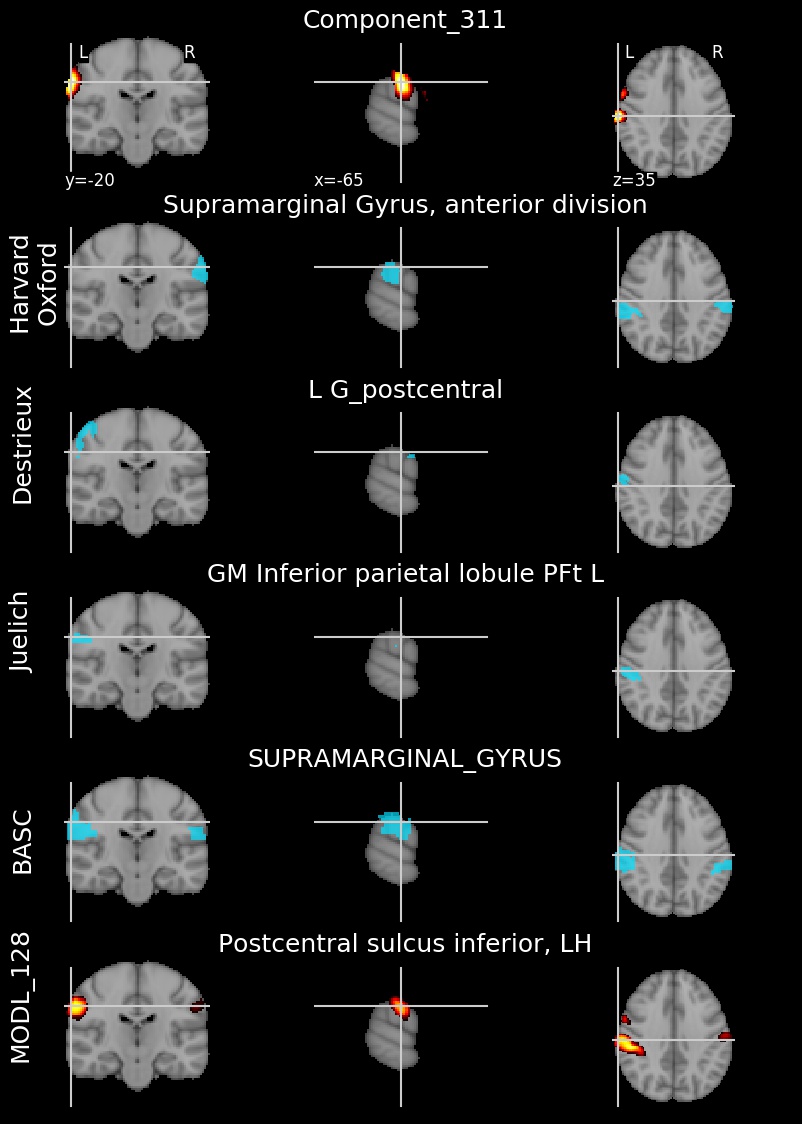 Component_311
L R
L R
y=-20
x=-65
z=35
Supramarginal Gyrus, anterior division
Harvard
Oxford
L G_postcentral
Destrieux
GM Inferior parietal lobule PFt L
Juelich
SUPRAMARGINAL_GYRUS
BASC
Postcentral sulcus inferior, LH
MODL_128